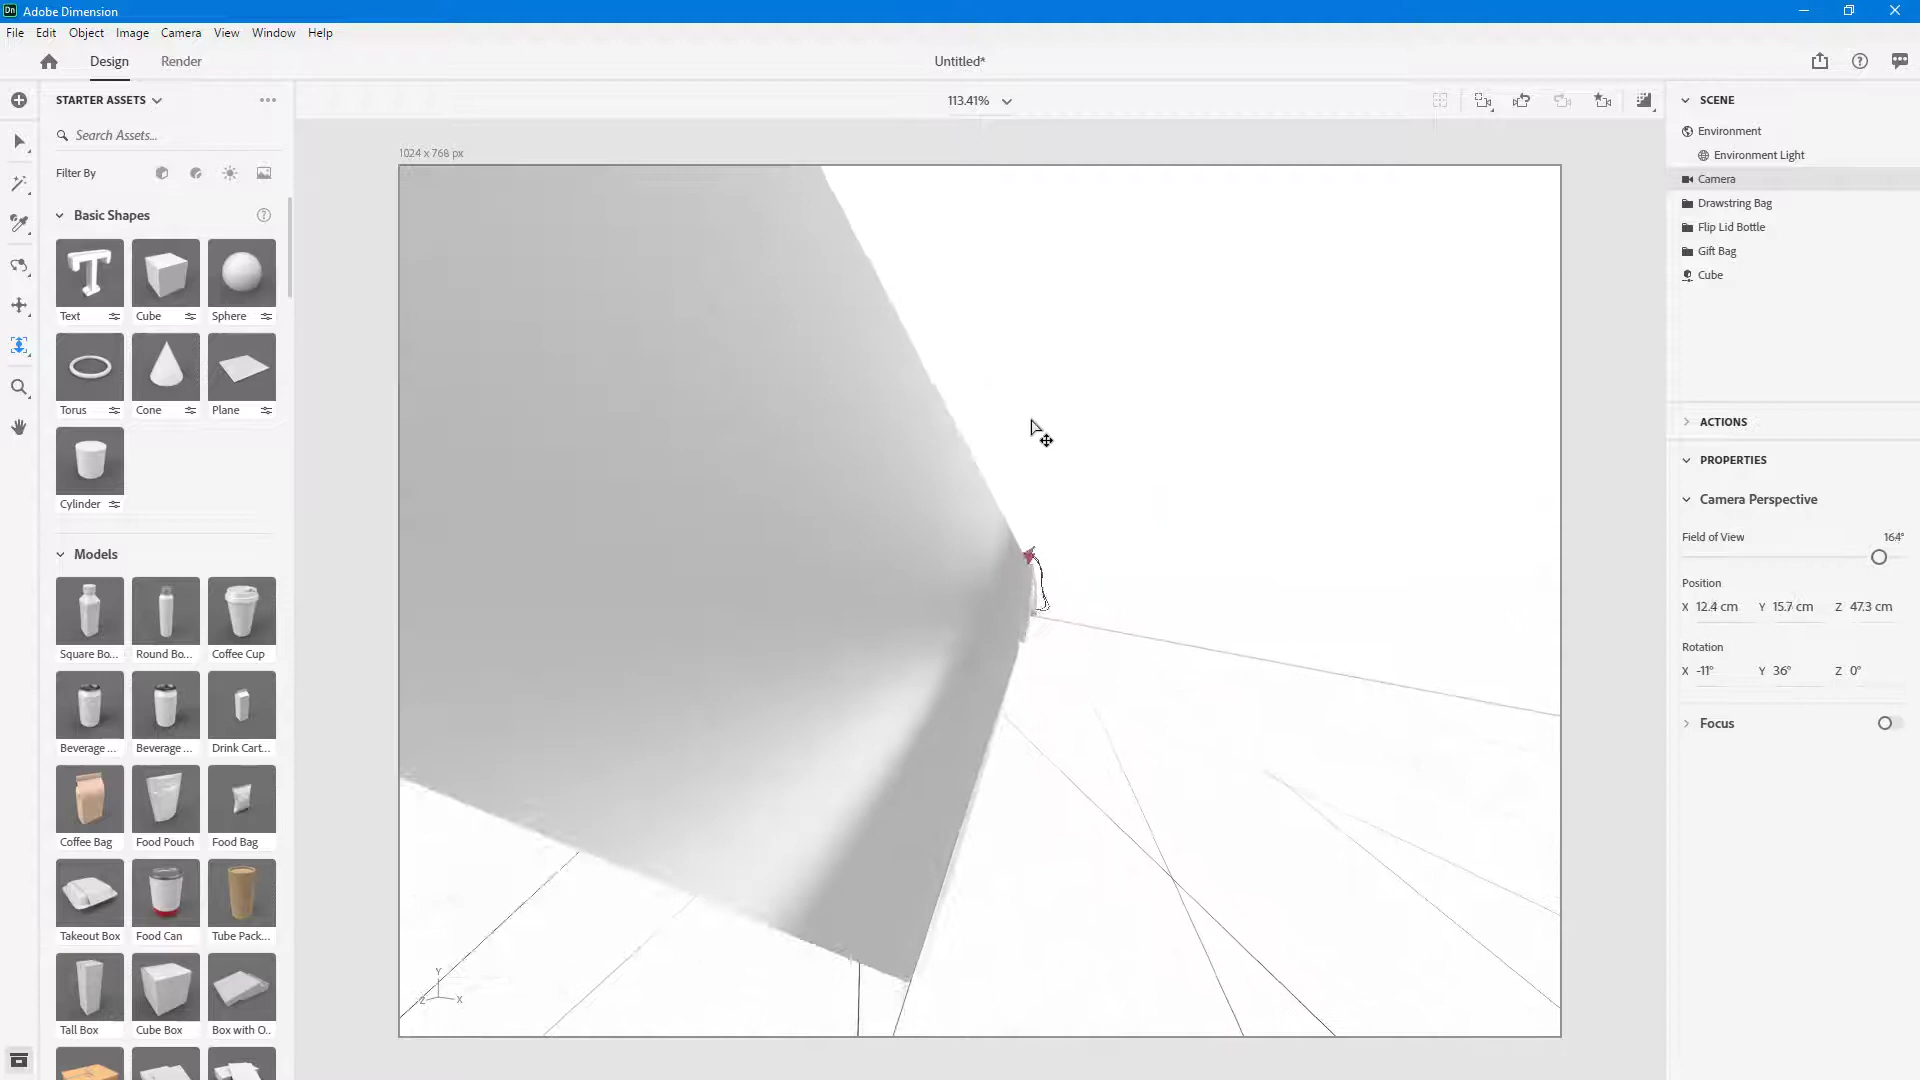 Dn Adobe Dimension
File Edit Object Image Camera View Window Help
Design Render Untitled*
STARTER ASSETS
113.41%
Search Assets...
Filter By
1024 x 768 px
Basic Shapes
Text Cube Sphere
Torus Cone Plane
Cylinder
Models
Square Bo... Round Bo... Coffee Cup
Beverage ... Beverage ... Drink Cart...
Coffee Bag Food Pouch Food Bag
Takeout Box Food Can Tube Pack...
Tall Box Cube Box Box with O..
Y
Z X
SCENE
Environment
Environment Light
Camera
Drawstring Bag
Flip Lid Bottle
Gift Bag
Cube
ACTIONS
PROPERTIES
Camera Perspective
Field of View 164°
Position
X 12.4 cm Y 15.7 cm Z 47.3 cm
Rotation
X -11° Y 36° Z 0°
Focus